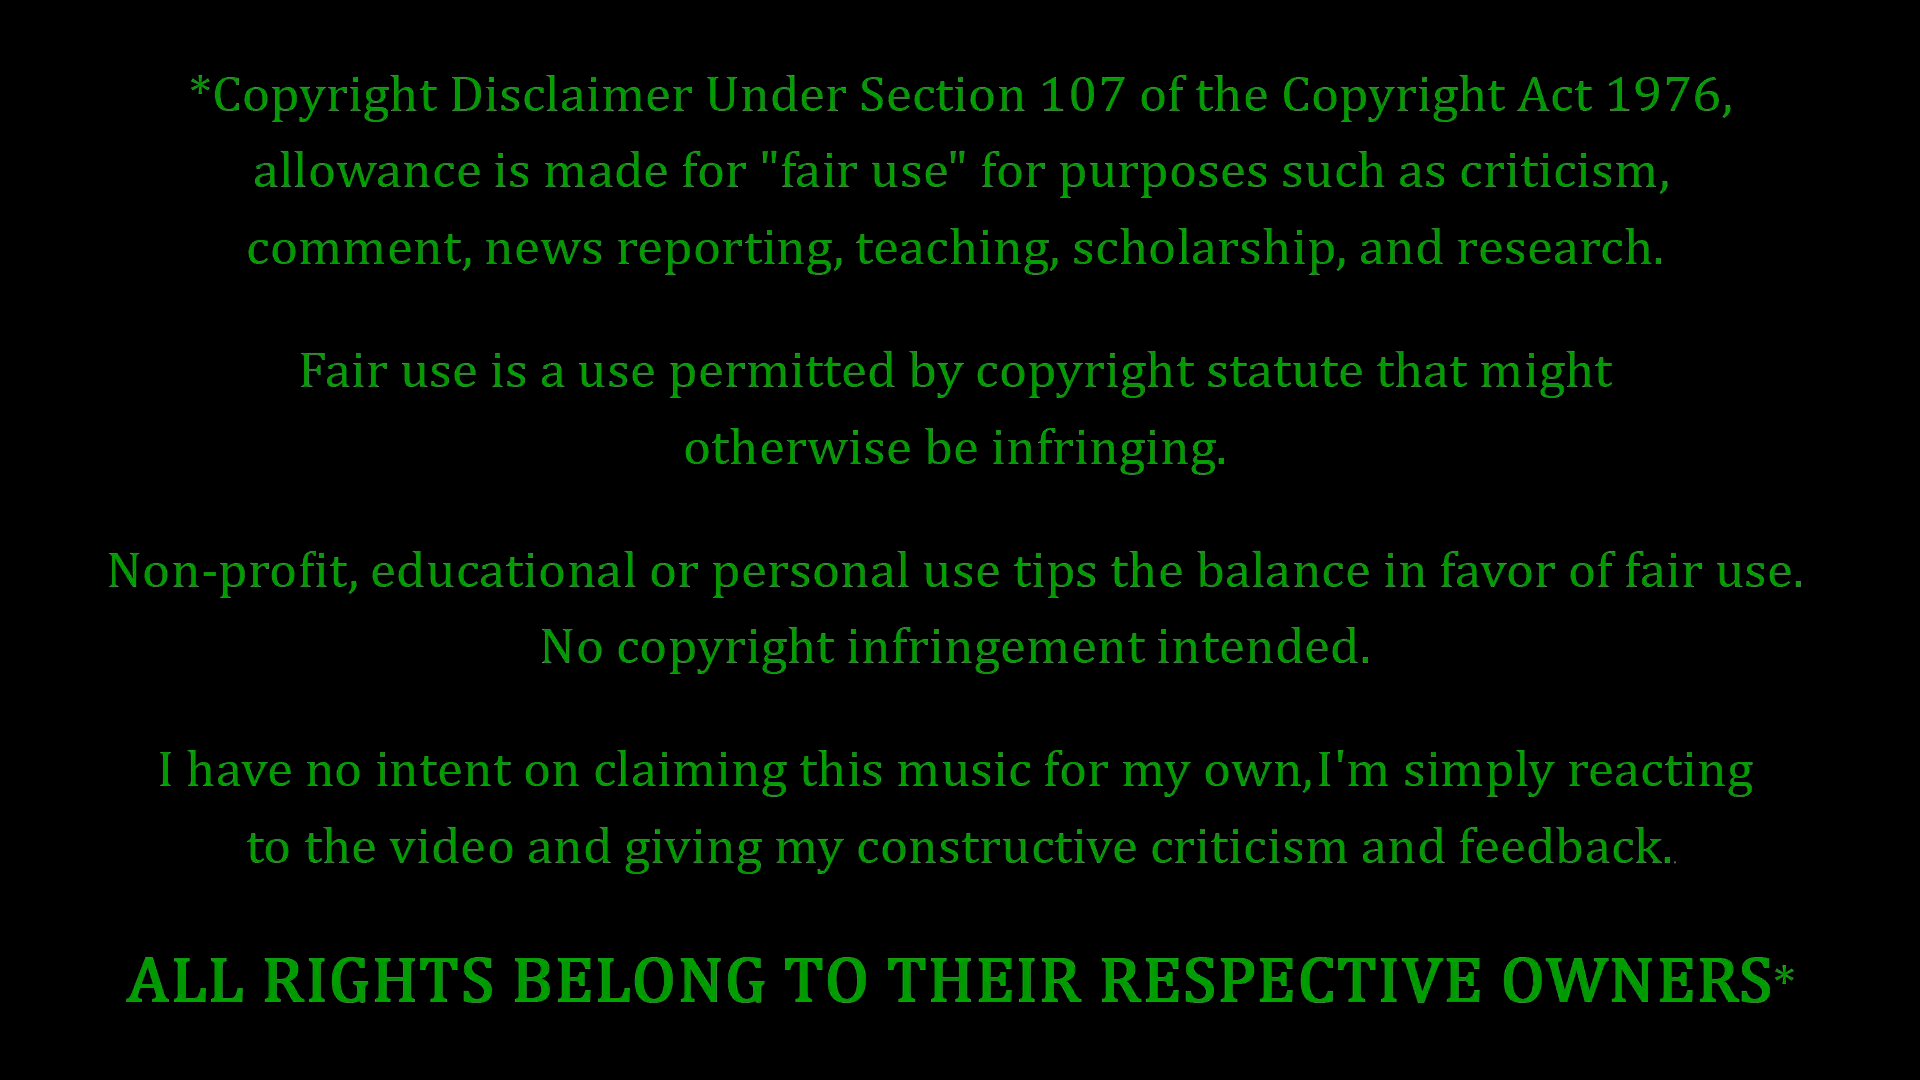 *Copyright Disclaimer Under Section 107 of the Copyright Act 1976,
allowance is made for "fair use" for purposes such as criticism,
comment, news reporting, teaching, scholarship, and research.
Fair use is a use permitted by copyright statute that might
otherwise be infringing.
Non-profit, educational or personal use tips the balance in favor of fair use.
No copyright infringement intended.
I have no intent on claiming this music for my own,I'm simply reacting
to the video and giving my constructive criticism and feedback..
ALL RIGHTS BELONG TO THEIR RESPECTIVE OWNERS*